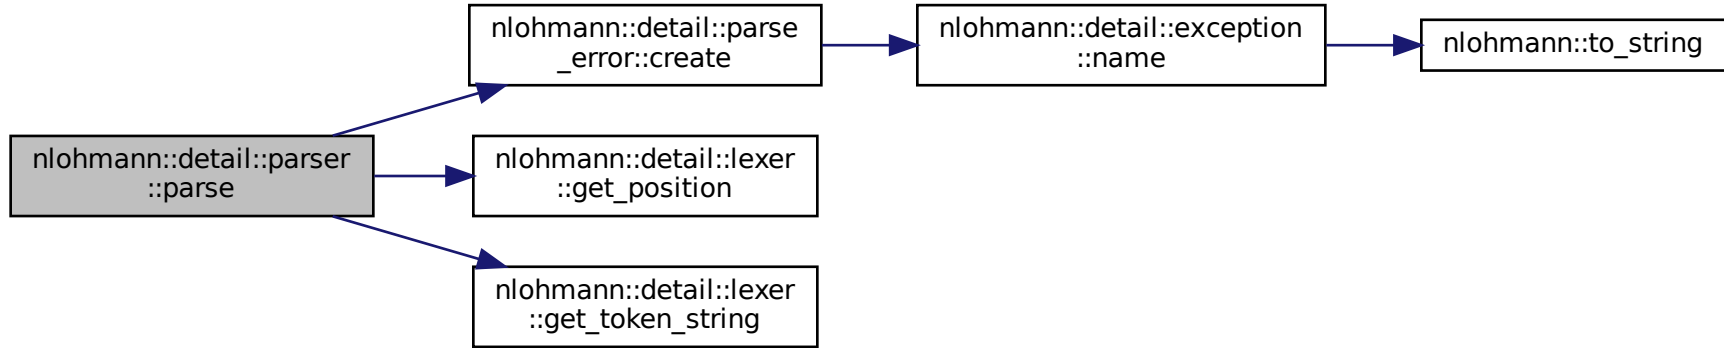 nlohmann::detail::parse
_error::create
nlohmann::detail::exception
::name
nlohmann::to_string
nlohmann::detail::parser
::parse
nlohmann::detail::lexer
::get_position
nlohmann::detail::lexer
::get_token_string